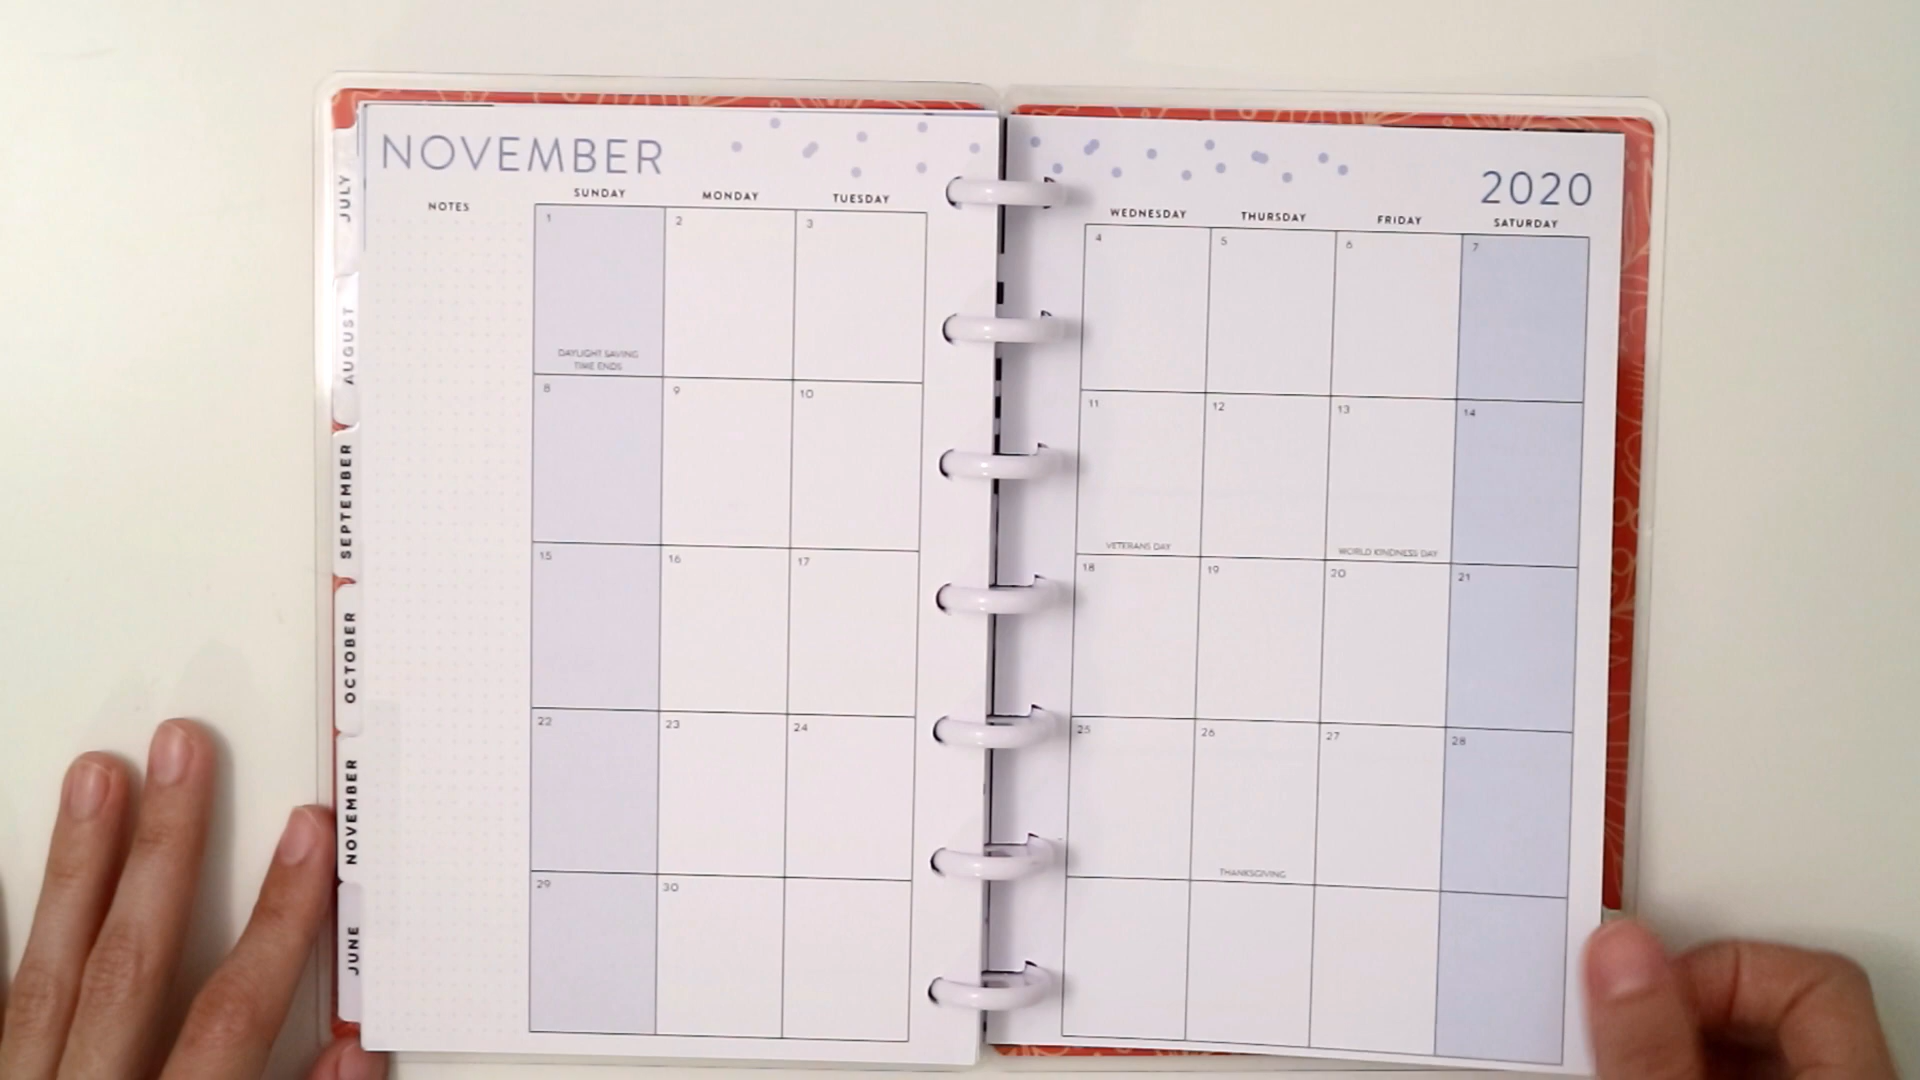 NOVEMBER
2020
NOTES
SUNDAY
MONDAY
TUESDAY
WEDNESDAY
THURSDAY
FRIDAY
SATURDAY
1
2
3
4
5
6
7
DAYLIGHT SAVING
TIME ENDS
8
9
10
11
12
13
14
VETERANS DAY
WORLD KINDNESS DAY
15
16
17
18
19
20
21
22
23
24
25
26
27
28
THANKSGIVING
29
30
JULY
AUGUST
SEPTEMBER
OCTOBER
NOVEMBER
JUNE